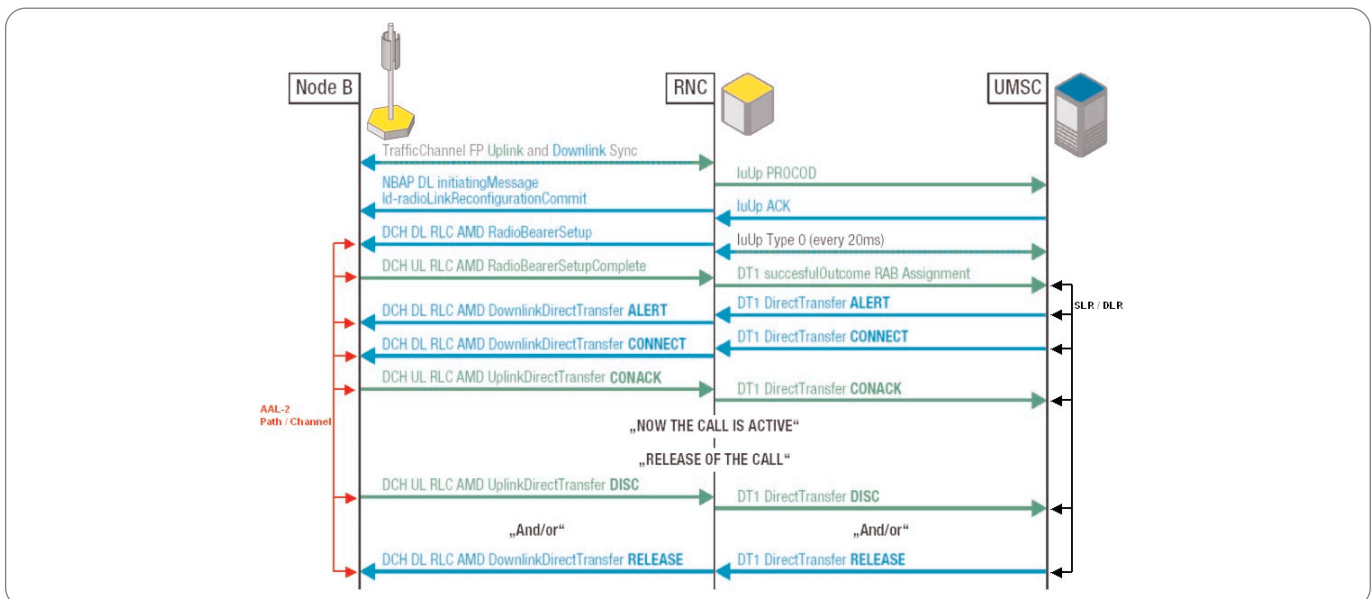 Node B
RNC
UMSC
TrafficChannel FP Uplink and Downlink Sync
IuUp PROCOD
NBAP DL initiatingMessage
Id-radioLinkReconfigurationCommit
IuUp ACK
DCH DL RLC AMD RadioBearerSetup
IuUp Type 0 (every 20ms)
DCH UL RLC AMD RadioBearerSetupComplete
DT1 succesfulOutcome RAB Assignment
SLR / DLR
DCH DL RLC AMD DownlinkDirectTransfer ALERT
DT1 DirectTransfer ALERT
DCH DL RLC AMD DownlinkDirectTransfer CONNECT
DT1 DirectTransfer CONNECT
DCH UL RLC AMD UplinkDirectTransfer CONACK
DT1 DirectTransfer CONACK
AAL-2
Path / Channel
„NOW THE CALL IS ACTIVE“
„RELEASE OF THE CALL“
DCH UL RLC AMD UplinkDirectTransfer DISC
DT1 DirectTransfer DISC
„And/or“
„And/or“
DCH DL RLC AMD DownlinkDirectTransfer RELEASE
DT1 DirectTransfer RELEASE